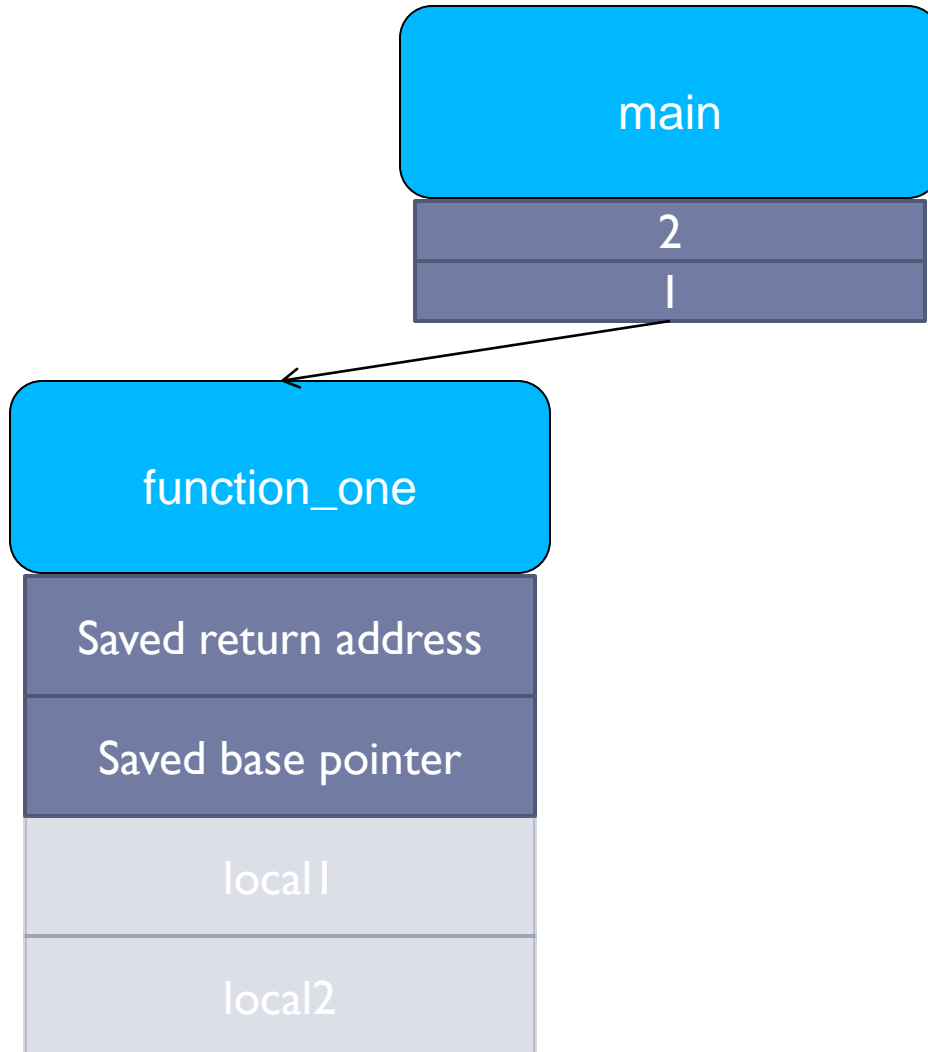 main
2
1
function_one
Saved return address
Saved base pointer
local1
local2